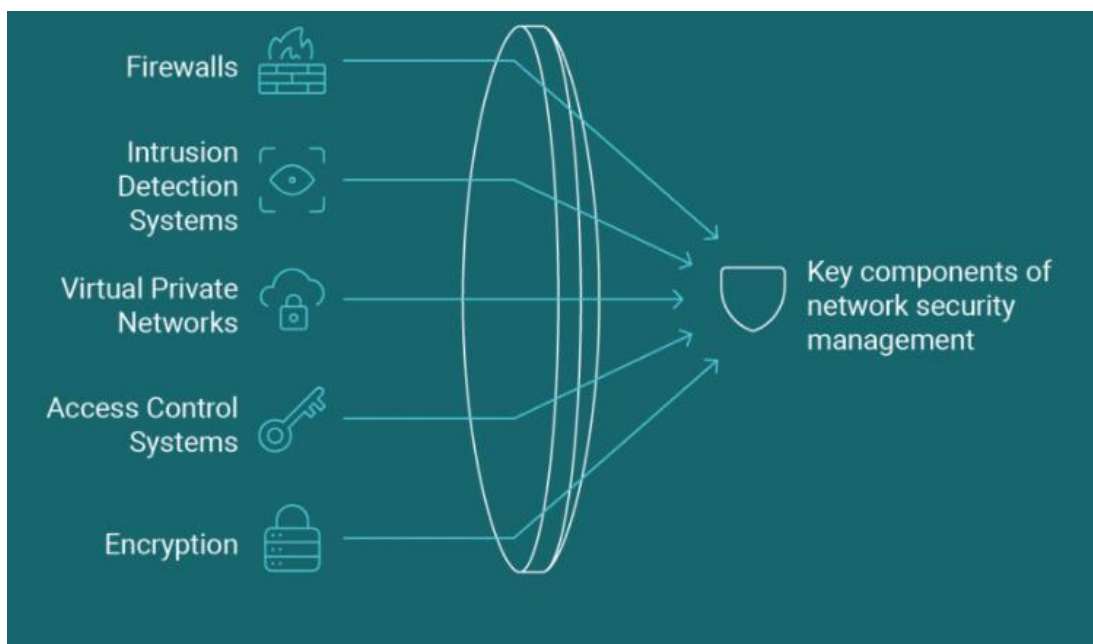 Firewalls
Intrusion
Detection
Systems
Virtual Private
Networks
Access Control
Systems
Encryption
Key components of
network security
management